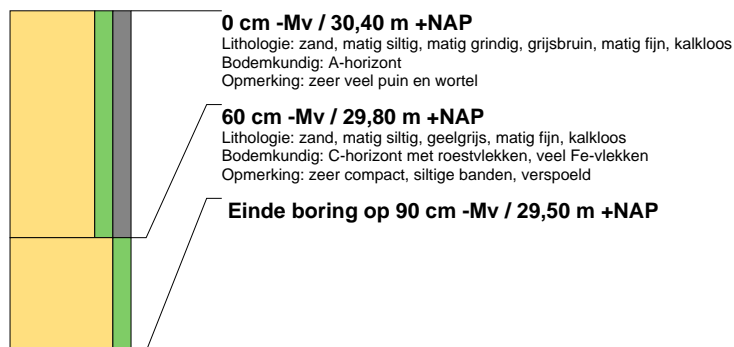 0 cm -Mv / 30,40 m +NAP
Lithologie: zand, matig siltig, matig grindig, grijsbruin, matig fijn, kalkloos
Bodemkundig: A-horizont
Opmerking: zeer veel puin en wortel
60 cm -Mv / 29,80 m +NAP
Lithologie: zand, matig siltig, geelgrijs, matig fijn, kalkloos
Bodemkundig: C-horizont met roestvlekken, veel Fe-vlekken
Opmerking: zeer compact, siltige banden, verspoeld
Einde boring op 90 cm -Mv / 29,50 m +NAP